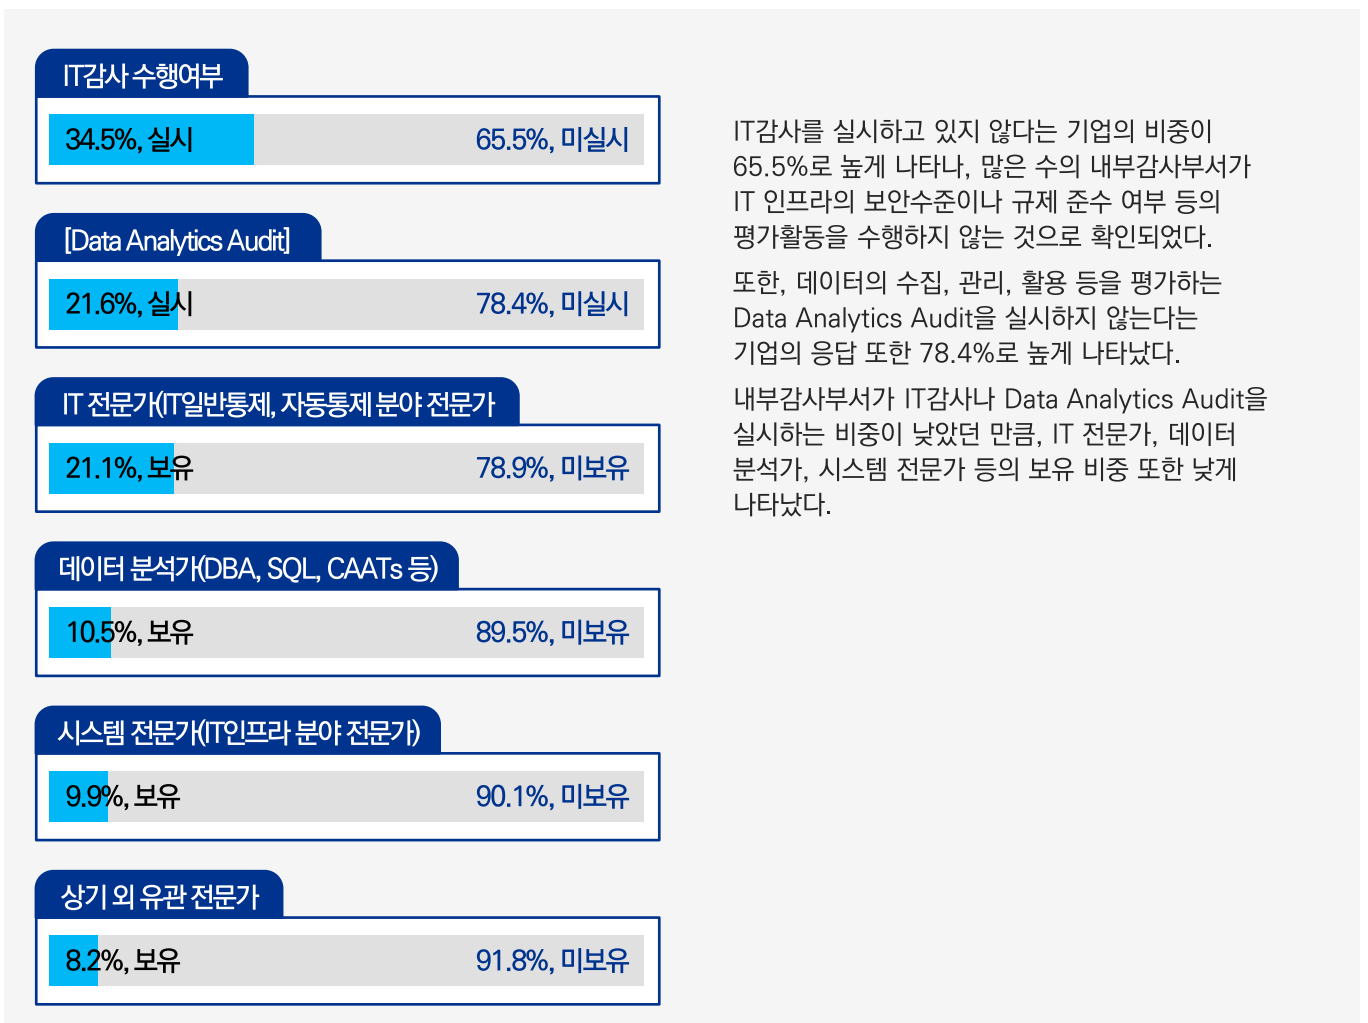 IT감사 수행여부
34.5%, 실시 65.5%, 미실시
[Data Analytics Audit]
21.6%, 실시 78.4%, 미실시
IT 전문가(IT일반통제, 자동통제 분야 전문가
21.1%, 보유 78.9%, 미보유
데이터 분석가(DBA, SQL, CAATs 등)
10.5%, 보유 89.5%, 미보유
시스템 전문가(IT인프라 분야 전문가)
9.9%, 보유 90.1%, 미보유
상기 외 유관 전문가
8.2%, 보유 91.8%, 미보유
IT감사를 실시하고 있지 않다는 기업의 비중이
65.5%로 높게 나타나, 많은 수의 내부감사부서가
IT 인프라의 보안수준이나 규제 준수 여부 등의
평가활동을 수행하지 않는 것으로 확인되었다.
또한, 데이터의 수집, 관리, 활용 등을 평가하는
Data Analytics Audit을 실시하지 않는다는
기업의 응답 또한 78.4%로 높게 나타났다.
내부감사부서가 IT감사나 Data Analytics Audit을
실시하는 비중이 낮았던 만큼, IT 전문가, 데이터
분석가, 시스템 전문가 등의 보유 비중 또한 낮게
나타났다.